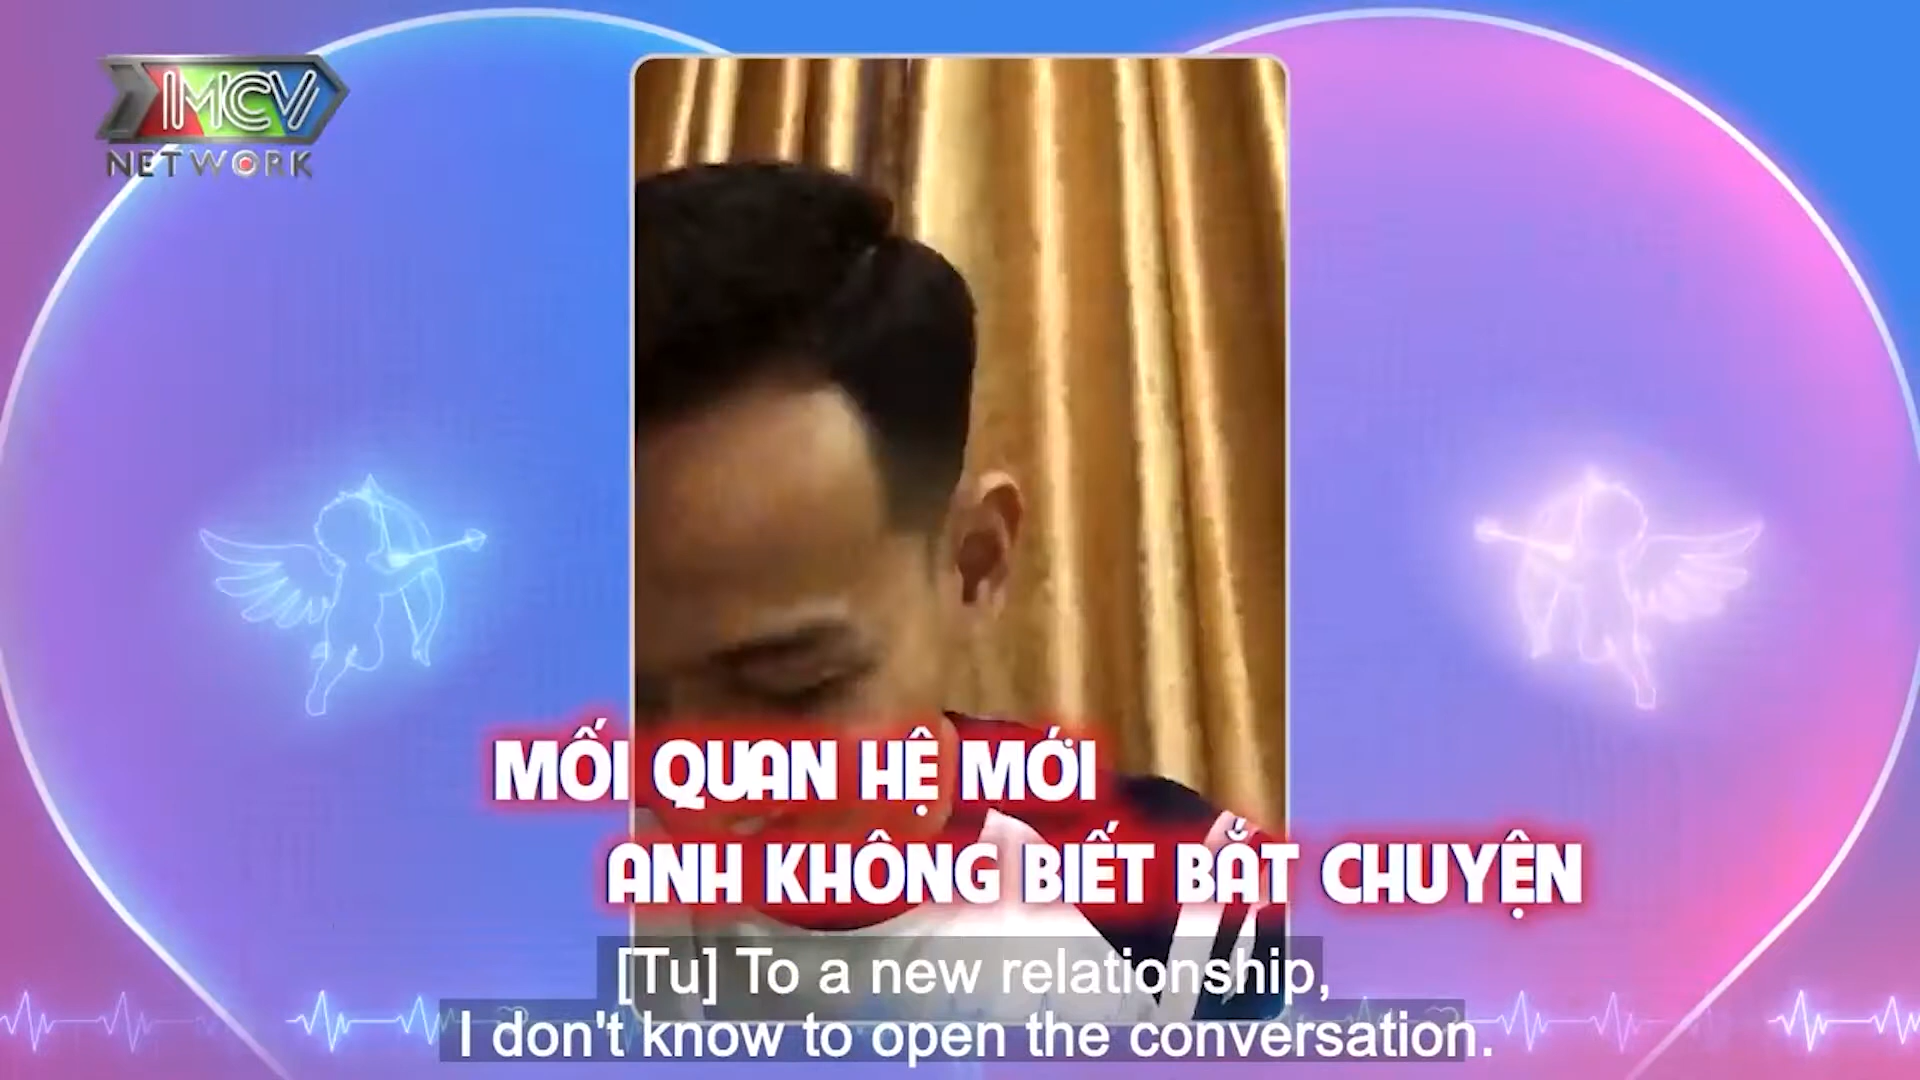 MCV
NETWORK
MỐI QUAN HỆ MỚI
ANH KHÔNG BIẾT BẮT CHUYỆN
[Tu] To a new relationship,
I don't know to open the conversation.